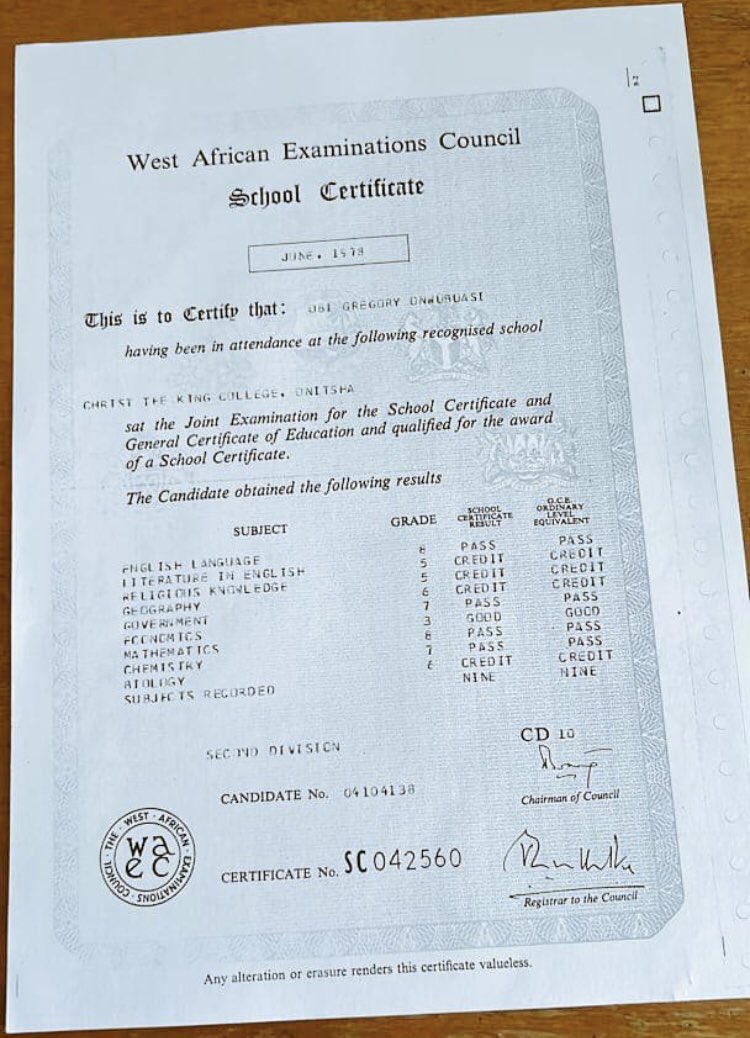 West African Examinations Council
School Certificate
JUNE. 1978
This is to Certify that: OBI GREGORY ONWUBUASI
having been in attendance at the following recognised school
CHRIST THE KING COLLEGE, ONITSHA
sat the Joint Examination for the School Certificate and
General Certificate of Education and qualified for the award
of a School Certificate.
The Candidate obtained the following results
SUBJECT GRADE SCHOOL CERTIFICATE RESULT G.C.E. ORDINARY LEVEL EQUIVALENT
ENGLISH LANGUAGE 8 PASS PASS
LITERATURE IN ENGLISH 5 CREDIT CREDIT
RELIGIOUS KNOWLEDGE 5 CREDIT CREDIT
GEOGRAPHY 6 CREDIT CREDIT
GOVERNMENT 7 PASS PASS
ECONOMICS 3 GOOD GOOD
MATHEMATICS 8 PASS PASS
CHEMISTRY 7 PASS PASS
BIOLOGY 6 CREDIT CREDIT
SUBJECTS RECORDED NINE NINE
SECOND DIVISION
CD 10
Chairman of Council
CANDIDATE No. 04104138
THE · WEST · AFRICAN · EXAMINATIONS · COUNCIL
waec
CERTIFICATE No. SC042560
Registrar to the Council
Any alteration or erasure renders this certificate valueless.